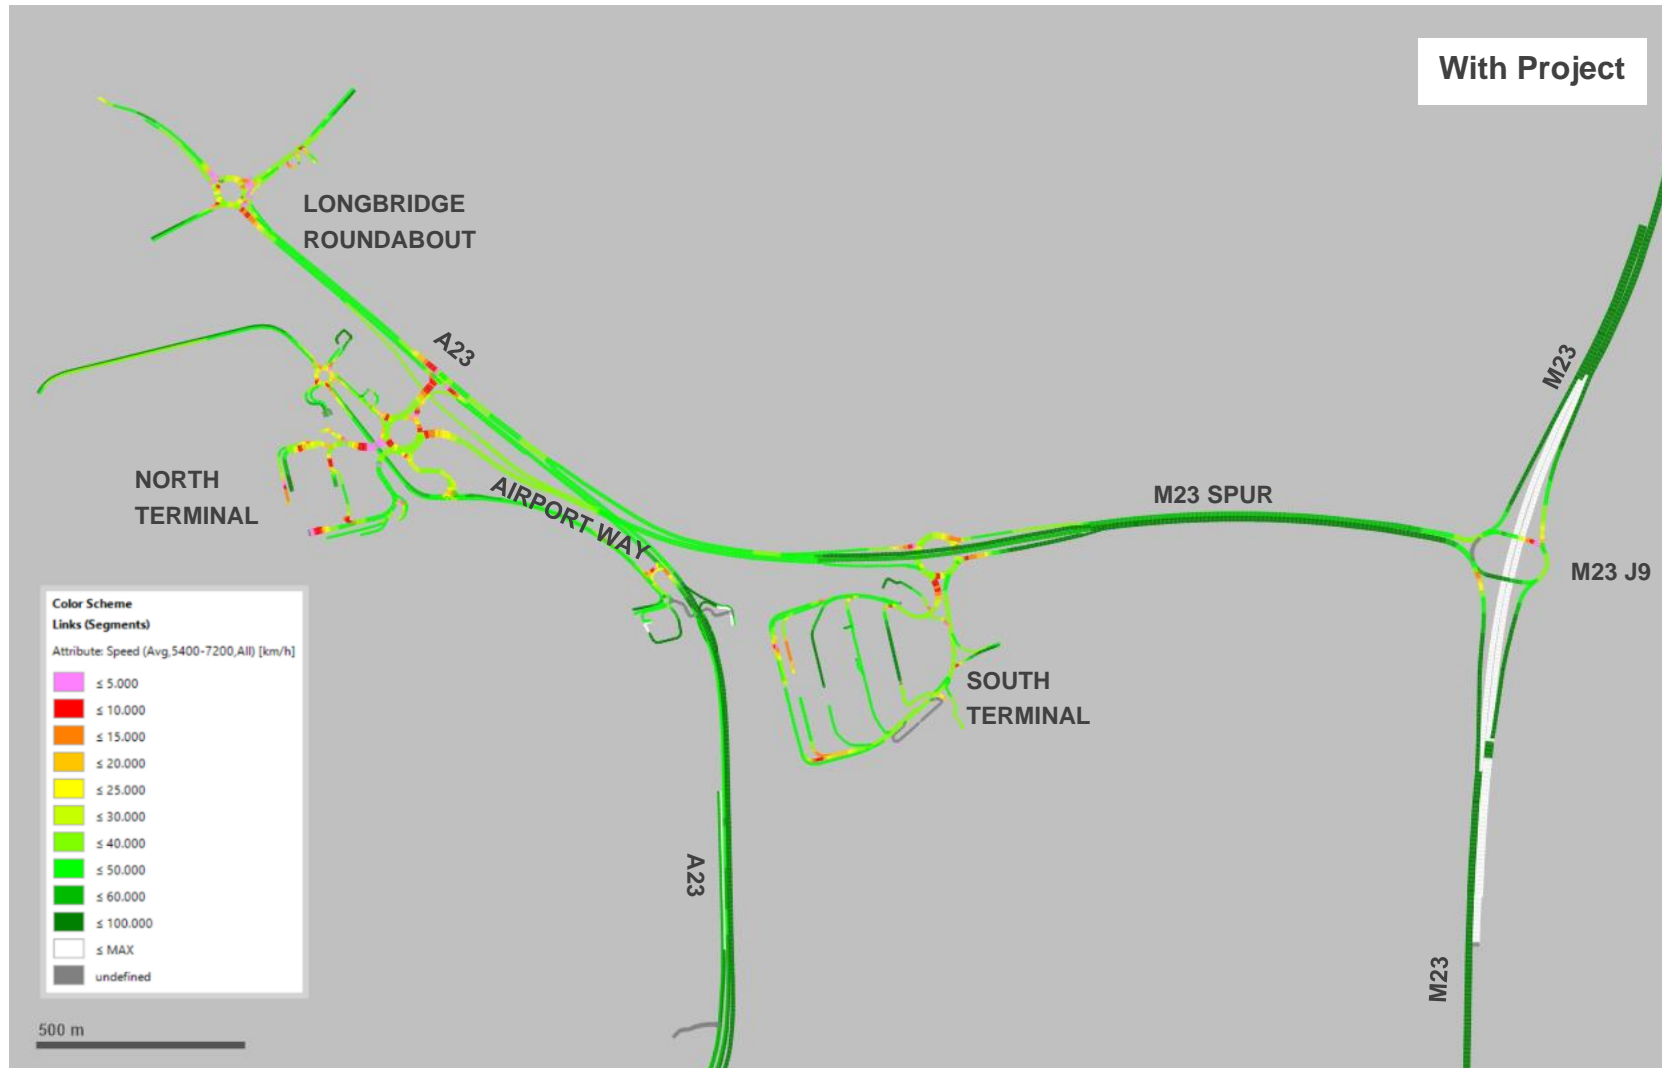 With Project
LONGBRIDGE
ROUNDABOUT
A23
M23
NORTH
TERMINAL
AIRPORT WAY
M23 SPUR
M23 J9
SOUTH
TERMINAL
Color Scheme
Links (Segments)
Attribute: Speed (Avg,5400-7200,All) [km/h]
≤ 5.000
≤ 10.000
≤ 15.000
≤ 20.000
≤ 25.000
≤ 30.000
≤ 40.000
≤ 50.000
≤ 60.000
≤ 100.000
≤ MAX
undefined
A23
M23
500 m